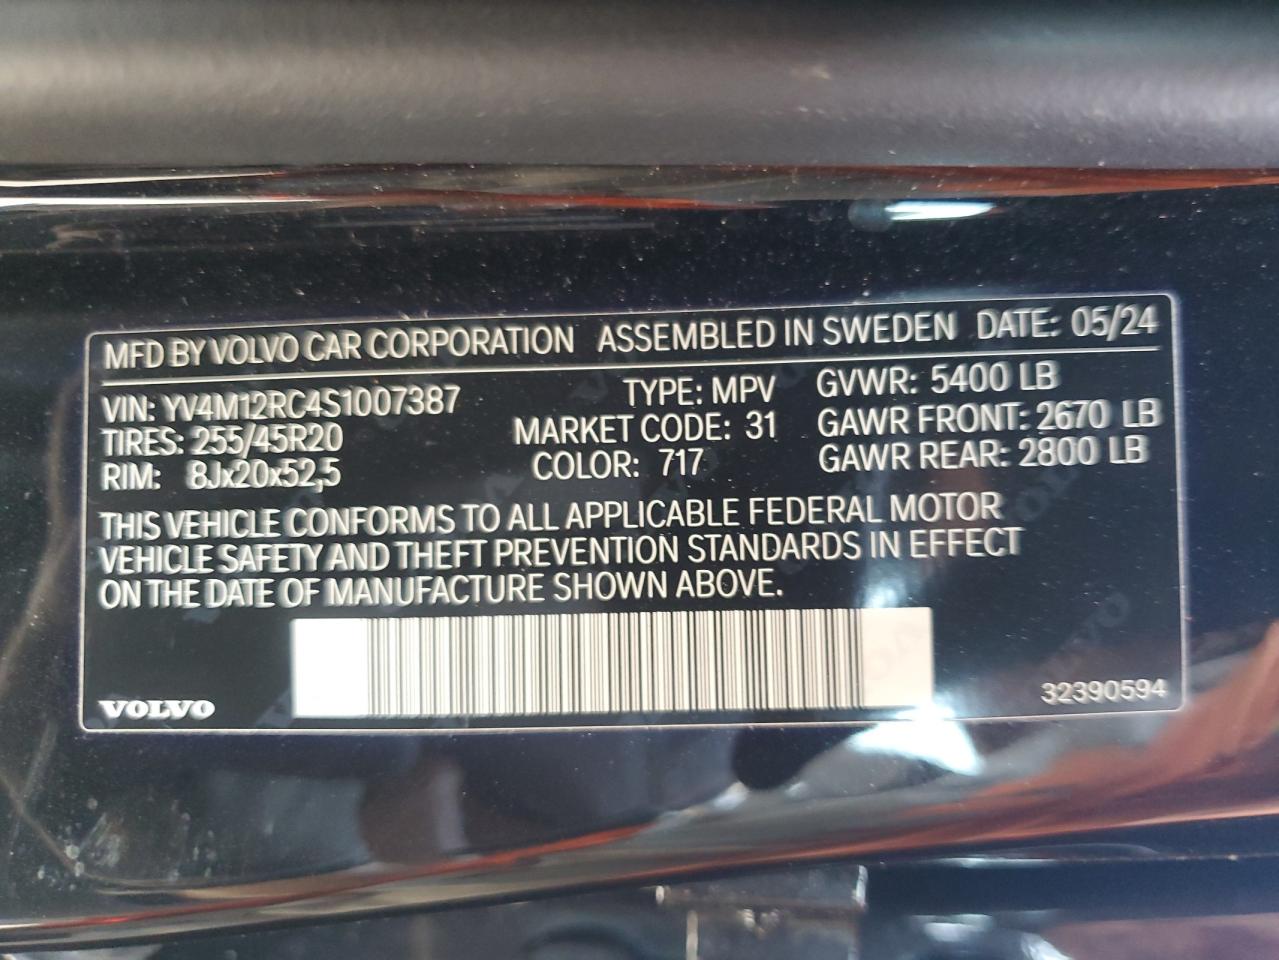 MFD BY VOLVO CAR CORPORATION ASSEMBLED IN SWEDEN DATE: 05/24
VIN: YV4M12RC4S1007387 TYPE: MPV GVWR: 5400 LB
TIRES: 255/45R20 MARKET CODE: 31 GAWR FRONT: 2670 LB
RIM: 8Jx20x52,5 COLOR: 717 GAWR REAR: 2800 LB
THIS VEHICLE CONFORMS TO ALL APPLICABLE FEDERAL MOTOR
VEHICLE SAFETY AND THEFT PREVENTION STANDARDS IN EFFECT
ON THE DATE OF MANUFACTURE SHOWN ABOVE.
VOLVO 32390594